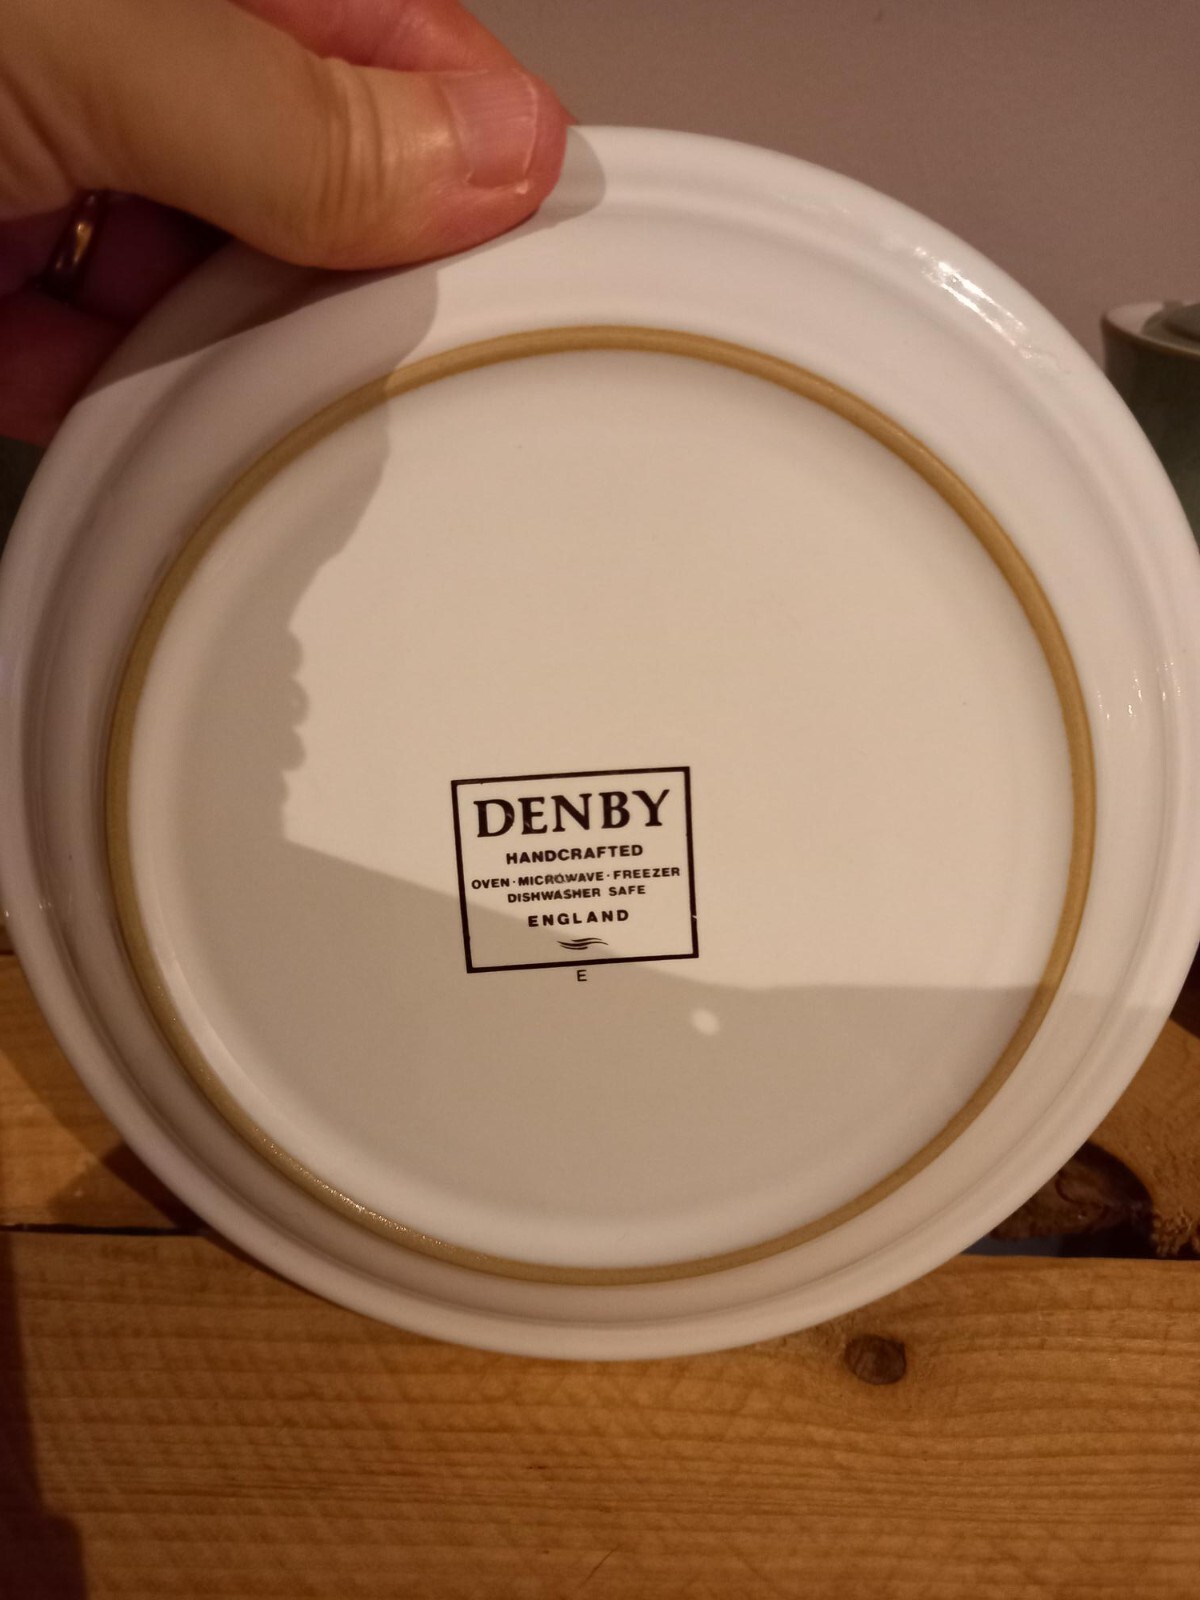 DENBY
HANDCRAFTED
OVEN·MICROWAVE·FREEZER
DISHWASHER SAFE
ENGLAND
E